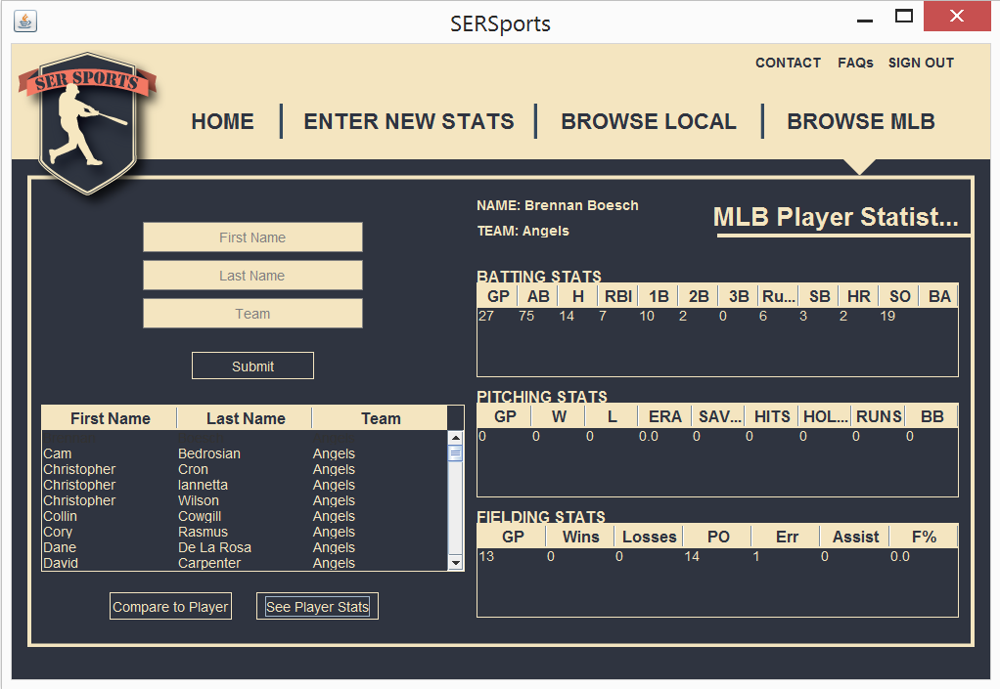 SERSports
SER SPORTS
CONTACT FAQs SIGN OUT
HOME ENTER NEW STATS BROWSE LOCAL BROWSE MLB
NAME: Brennan Boesch
TEAM: Angels
MLB Player Statist...
First Name
Last Name
Team
Submit
First Name Last Name Team
Cam Bedrosian Angels
Christopher Cron Angels
Christopher Iannetta Angels
Christopher Wilson Angels
Collin Cowgill Angels
Cory Rasmus Angels
Dane De La Rosa Angels
David Carpenter Angels
Compare to Player See Player Stats
BATTING STATS
GP AB H RBI 1B 2B 3B Ru... SB HR SO BA
27 75 14 7 10 2 0 6 3 2 19
PITCHING STATS
GP W L ERA SAV... HITS HOL... RUNS BB
0 0 0 0.0 0 0 0 0 0
FIELDING STATS
GP Wins Losses PO Err Assist F%
13 0 0 14 1 0 0.0